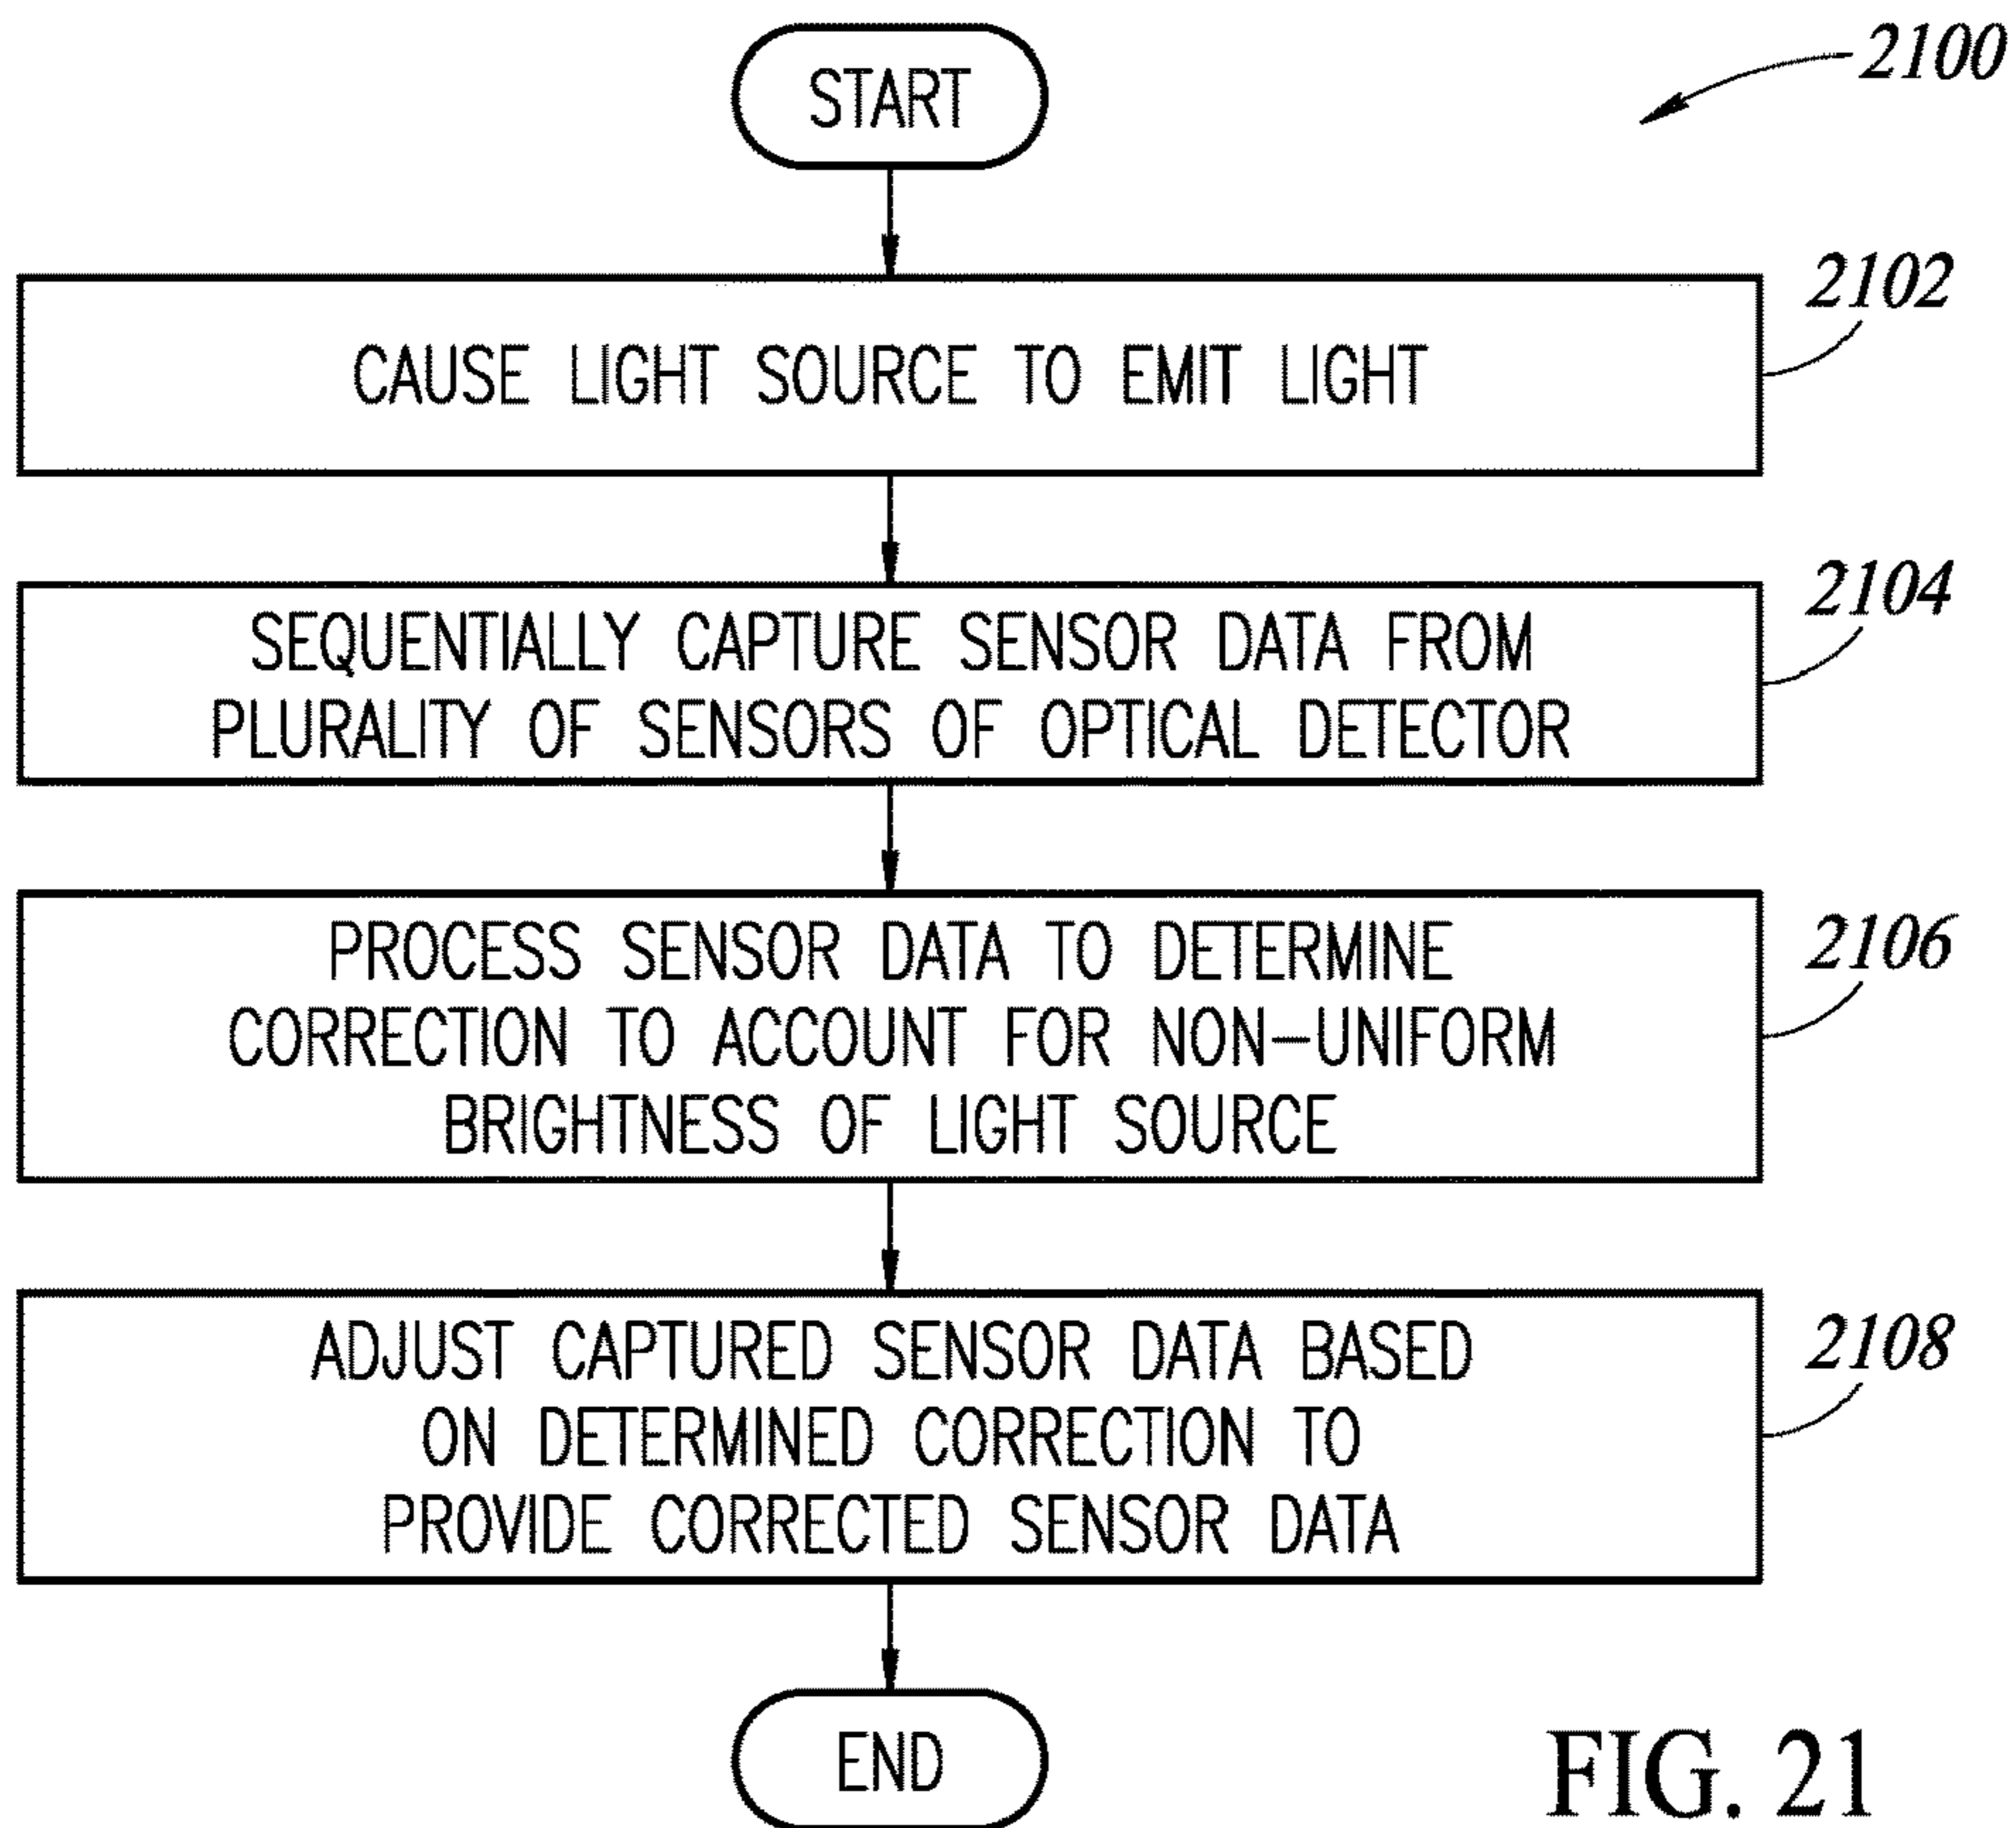 START
2100
2102
CAUSE LIGHT SOURCE TO EMIT LIGHT
2104
SEQUENTIALLY CAPTURE SENSOR DATA FROM
PLURALITY OF SENSORS OF OPTICAL DETECTOR
2106
PROCESS SENSOR DATA TO DETERMINE
CORRECTION TO ACCOUNT FOR NON-UNIFORM
BRIGHTNESS OF LIGHT SOURCE
2108
ADJUST CAPTURED SENSOR DATA BASED
ON DETERMINED CORRECTION TO
PROVIDE CORRECTED SENSOR DATA
END
FIG. 21